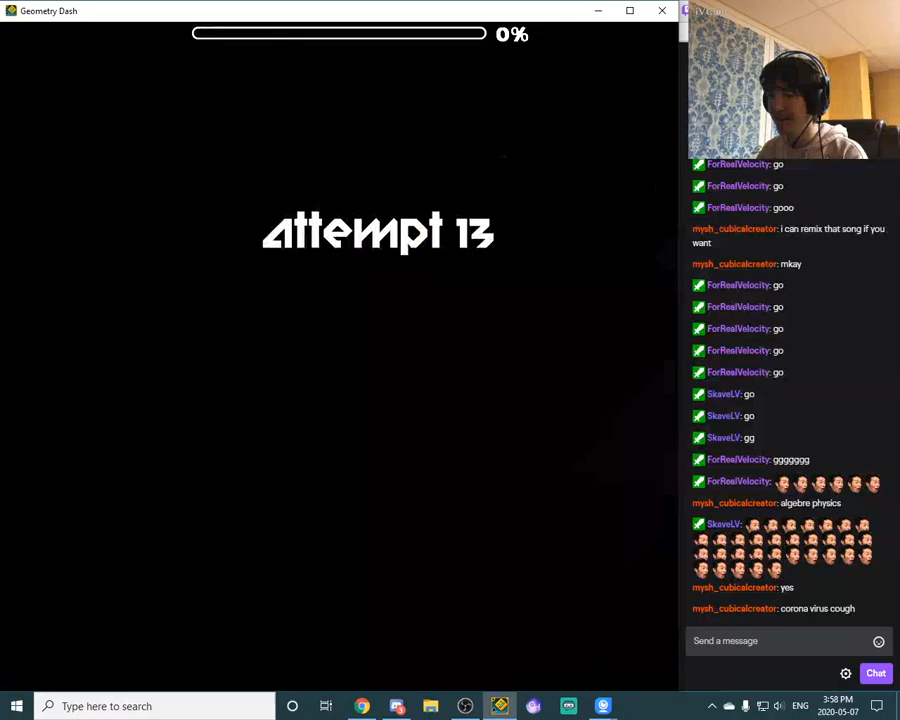 Geometry Dash
0%
iVCam
Attempt 13
ForRealVelocity: go
ForRealVelocity: go
ForRealVelocity: gooo
mysh_cubicalcreator: i can remix that song if you
want
mysh_cubicalcreator: mkay
ForRealVelocity: go
ForRealVelocity: go
ForRealVelocity: go
ForRealVelocity: go
ForRealVelocity: go
SkaveLV: go
SkaveLV: go
SkaveLV: gg
ForRealVelocity: ggggggg
ForRealVelocity:
mysh_cubicalcreator: algebre physics
SkaveLV:
mysh_cubicalcreator: yes
mysh_cubicalcreator: corona virus cough
Send a message
Chat
Type here to search
ENG
3:58 PM
2020-05-07